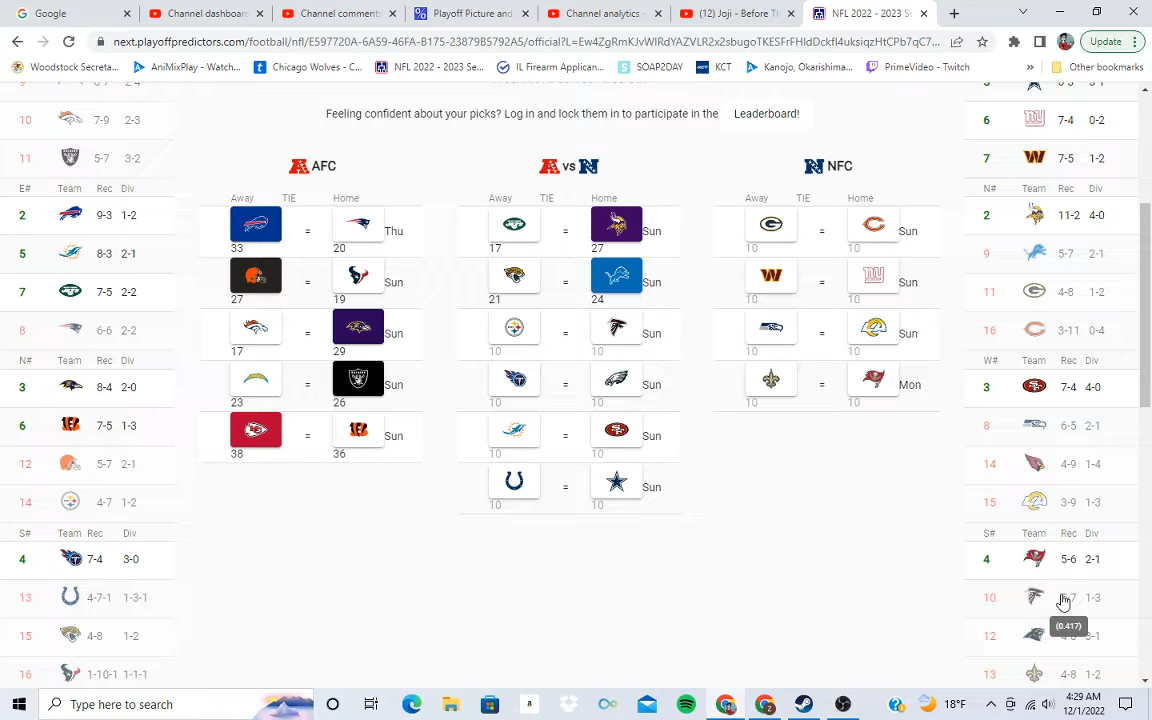 Google
Channel dashboard
Channel comments
Playoff Picture and
Channel analytics -
(12) Joji - Before Th
NFL 2022 - 2023 Se
next.playoffpredictors.com/football/nfl/E597720A-6A59-46FA-B175-23879B5792A5/official?L=Ew4ZgRmKJvWIRdYAZVLR2x2sbugoTKESFrFHIdDckfl4uksiqzHtCPb7qC7...
Update
Woodstock Secreta...
AniMixPlay - Watch...
Chicago Wolves - C...
NFL 2022 - 2023 Se...
IL Firearm Applican...
SOAP2DAY
KCT
Kanojo, Okarishima...
PrimeVideo - Twitch
»
Other bookmarks
Feeling confident about your picks? Log in and lock them in to participate in the Leaderboard!
10 7-9 2-3
11 5-7 3-2
E# Team Rec Div
2 9-3 1-2
5 8-3 2-1
7 7-5 2-2
8 6-6 2-2
N# Team Rec Div
3 8-4 2-0
6 7-5 1-3
12 5-7 2-1
14 4-7 1-2
S# Team Rec Div
4 7-4 3-0
13 4-7-1 1-3-1
15 4-8 1-2
16 1-10-1 1-1-1
AFC
Away TIE Home
= Thu
33 20
= Sun
27 19
= Sun
17 29
= Sun
23 26
= Sun
38 36
vs
Away TIE Home
= Sun
17 27
= Sun
21 24
= Sun
10 10
= Sun
10 10
= Sun
10 10
= Sun
10 10
NFC
Away TIE Home
= Sun
10 10
= Sun
10 10
= Sun
10 10
= Mon
10 10
6 7-4 0-2
7 7-5 1-2
N# Team Rec Div
2 11-2 4-0
9 5-7 2-1
11 4-8 1-2
16 3-11 0-4
W# Team Rec Div
3 7-4 4-0
8 6-5 2-1
14 4-9 1-4
15 3-9 1-3
S# Team Rec Div
4 5-6 2-1
10 1-3
(0.417)
12 3-1
13 4-8 1-2
Type here to search
18°F
4:29 AM
12/1/2022